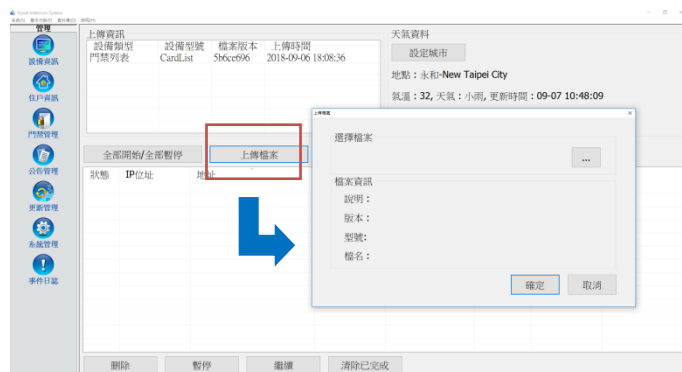 Visual Intercom System
管理
設備資訊
住戶資訊
門禁管理
公告管理
更新管理
系統管理
事件日誌
上傳資訊
設備類型 設備型號 檔案版本 上傳時間
門禁列表 CardList 5b6ce696 2018-09-06 18:08:36
全部開始/全部暫停 上傳檔案
狀態 IP位址 地址
刪除 暫停 繼續 清除已完成
天氣資料
設定城市
地點：永和-New Taipei City
氣溫：32, 天氣：小雨, 更新時間：09-07 10:48:09
上傳檔案
選擇檔案
...
檔案資訊
說明：
版本：
型號:
檔名：
確定 取消